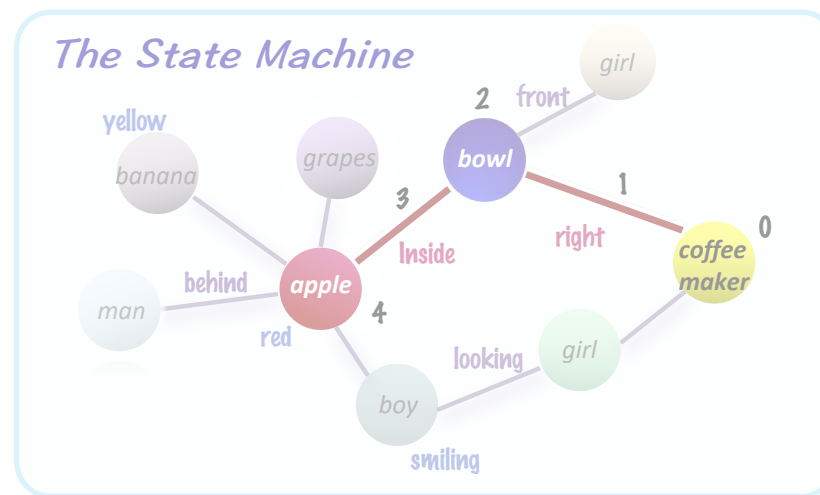 The State Machine
girl
2
front
yellow
grapes
bowl
banana
1
3
right
0
Inside
coffee
maker
behind
apple
man
4
red
girl
looking
boy
smiling